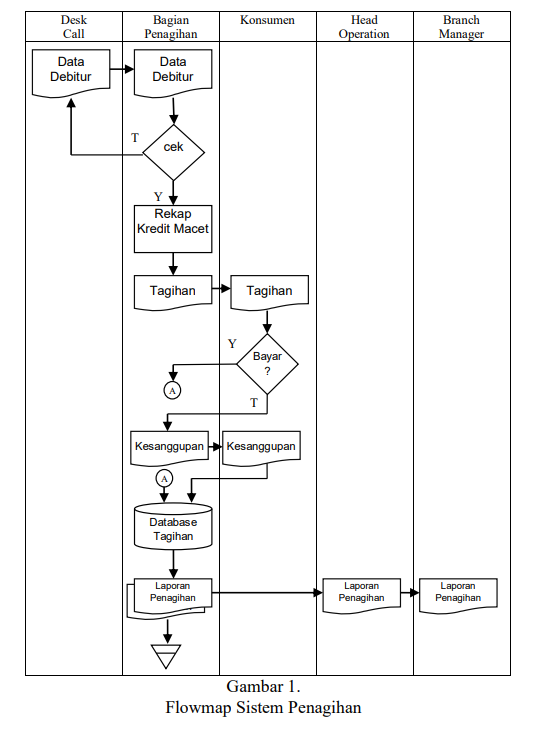 Desk
Call
Bagian
Penagihan
Konsumen
Head
Operation
Branch
Manager
Data
Debitur
Data
Debitur
T
cek
Y
Rekap
Kredit Macet
Tagihan
Tagihan
Y
Bayar
?
A
T
Kesanggupan
Kesanggupan
A
Database
Tagihan
Laporan
Penagihan
Laporan
Penagihan
Laporan
Penagihan
Gambar 1.
Flowmap Sistem Penagihan